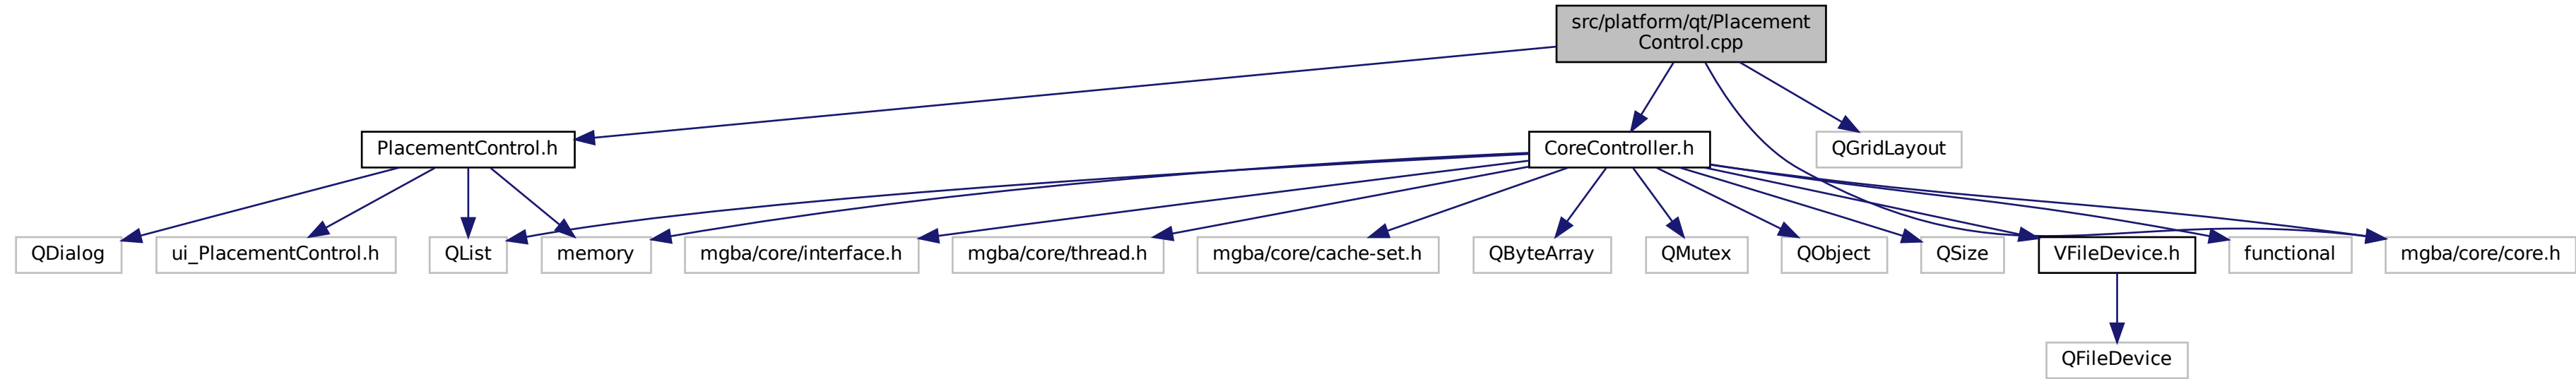 src/platform/qt/Placement
Control.cpp
PlacementControl.h
CoreController.h
QGridLayout
QDialog
ui_PlacementControl.h
QList
memory
mgba/core/interface.h
mgba/core/thread.h
mgba/core/cache-set.h
QByteArray
QMutex
QObject
QSize
VFileDevice.h
functional
mgba/core/core.h
QFileDevice